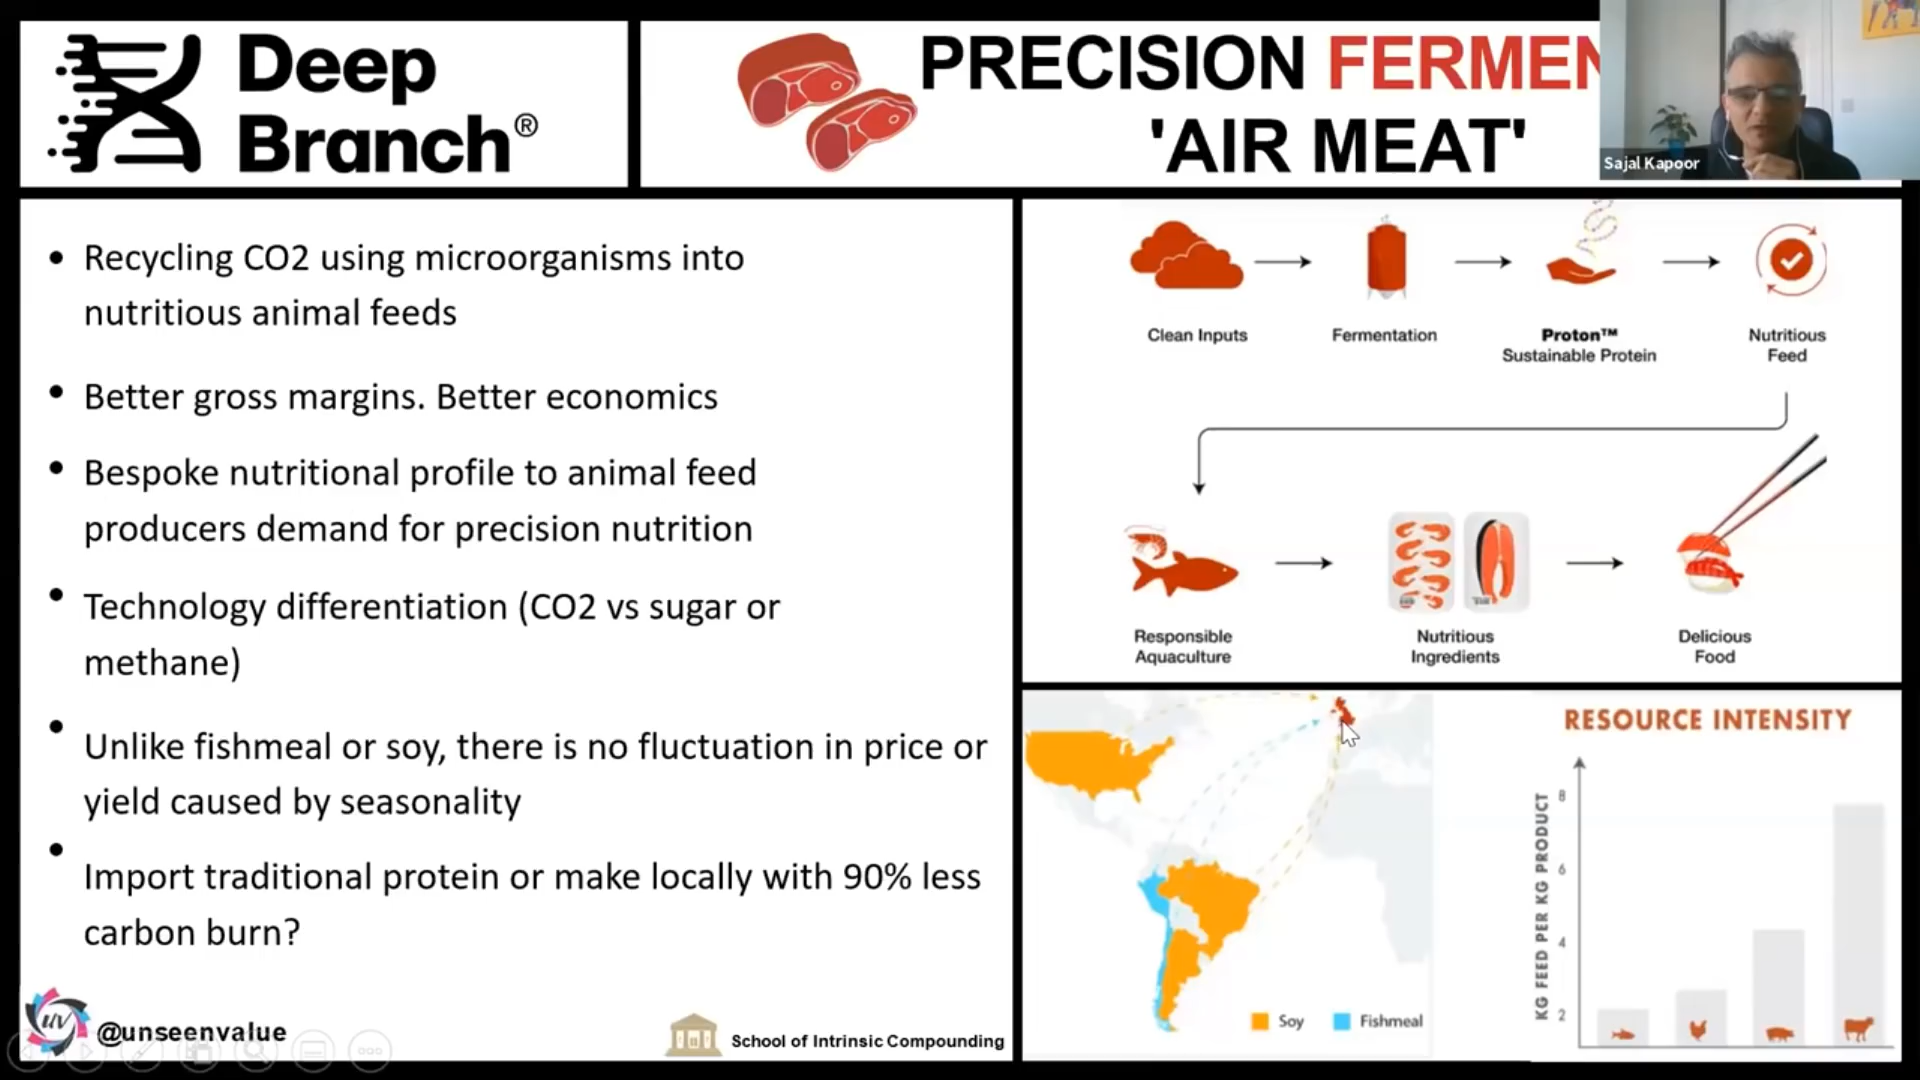 Deep
Branch®
PRECISION FERMEN
'AIR MEAT'
Sajal Kapoor
• Recycling CO2 using microorganisms into
nutritious animal feeds
• Better gross margins. Better economics
• Bespoke nutritional profile to animal feed
producers demand for precision nutrition
• Technology differentiation (CO2 vs sugar or
methane)
• Unlike fishmeal or soy, there is no fluctuation in price or
yield caused by seasonality
• Import traditional protein or make locally with 90% less
carbon burn?
uv @unseenvalue
School of Intrinsic Compounding
Clean Inputs
Fermentation
Proton™
Sustainable Protein
Nutritious
Feed
Responsible
Aquaculture
Nutritious
Ingredients
Delicious
Food
Soy
Fishmeal
RESOURCE INTENSITY
KG FEED PER KG PRODUCT
8
6
4
2